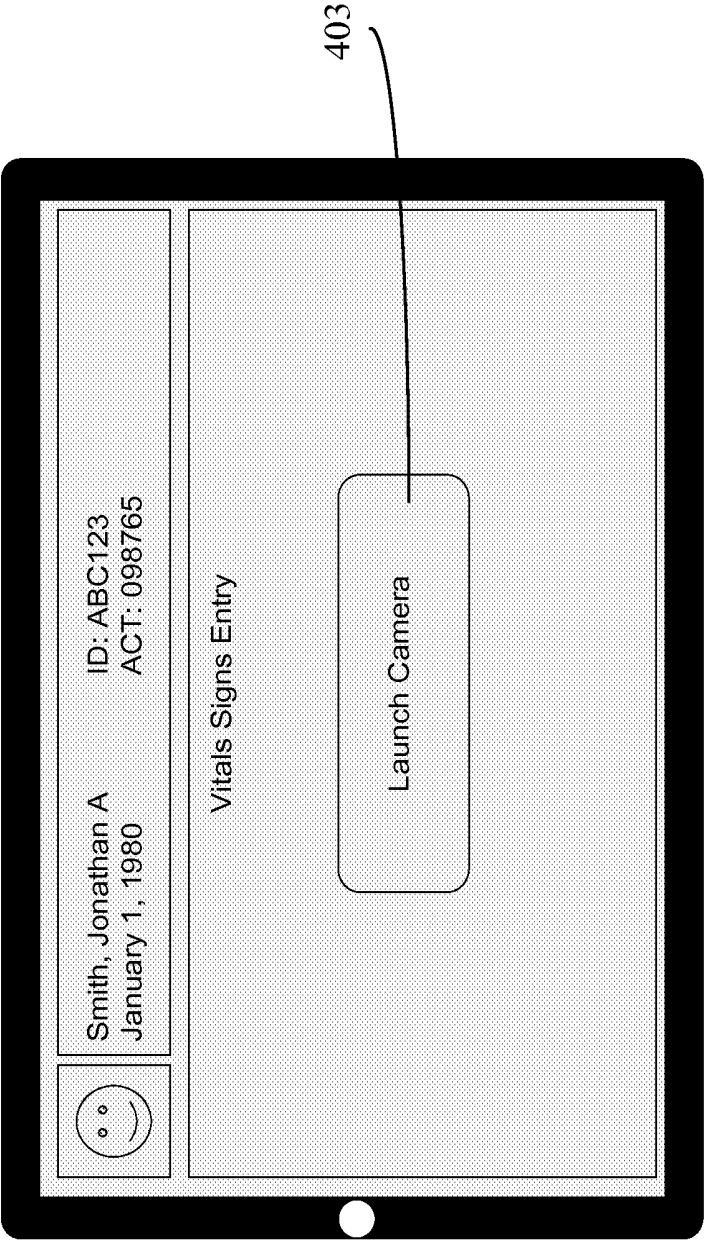 403
Smith, Jonathan A
January 1, 1980
ID: ABC123
ACT: 098765
Vitals Signs Entry
Launch Camera